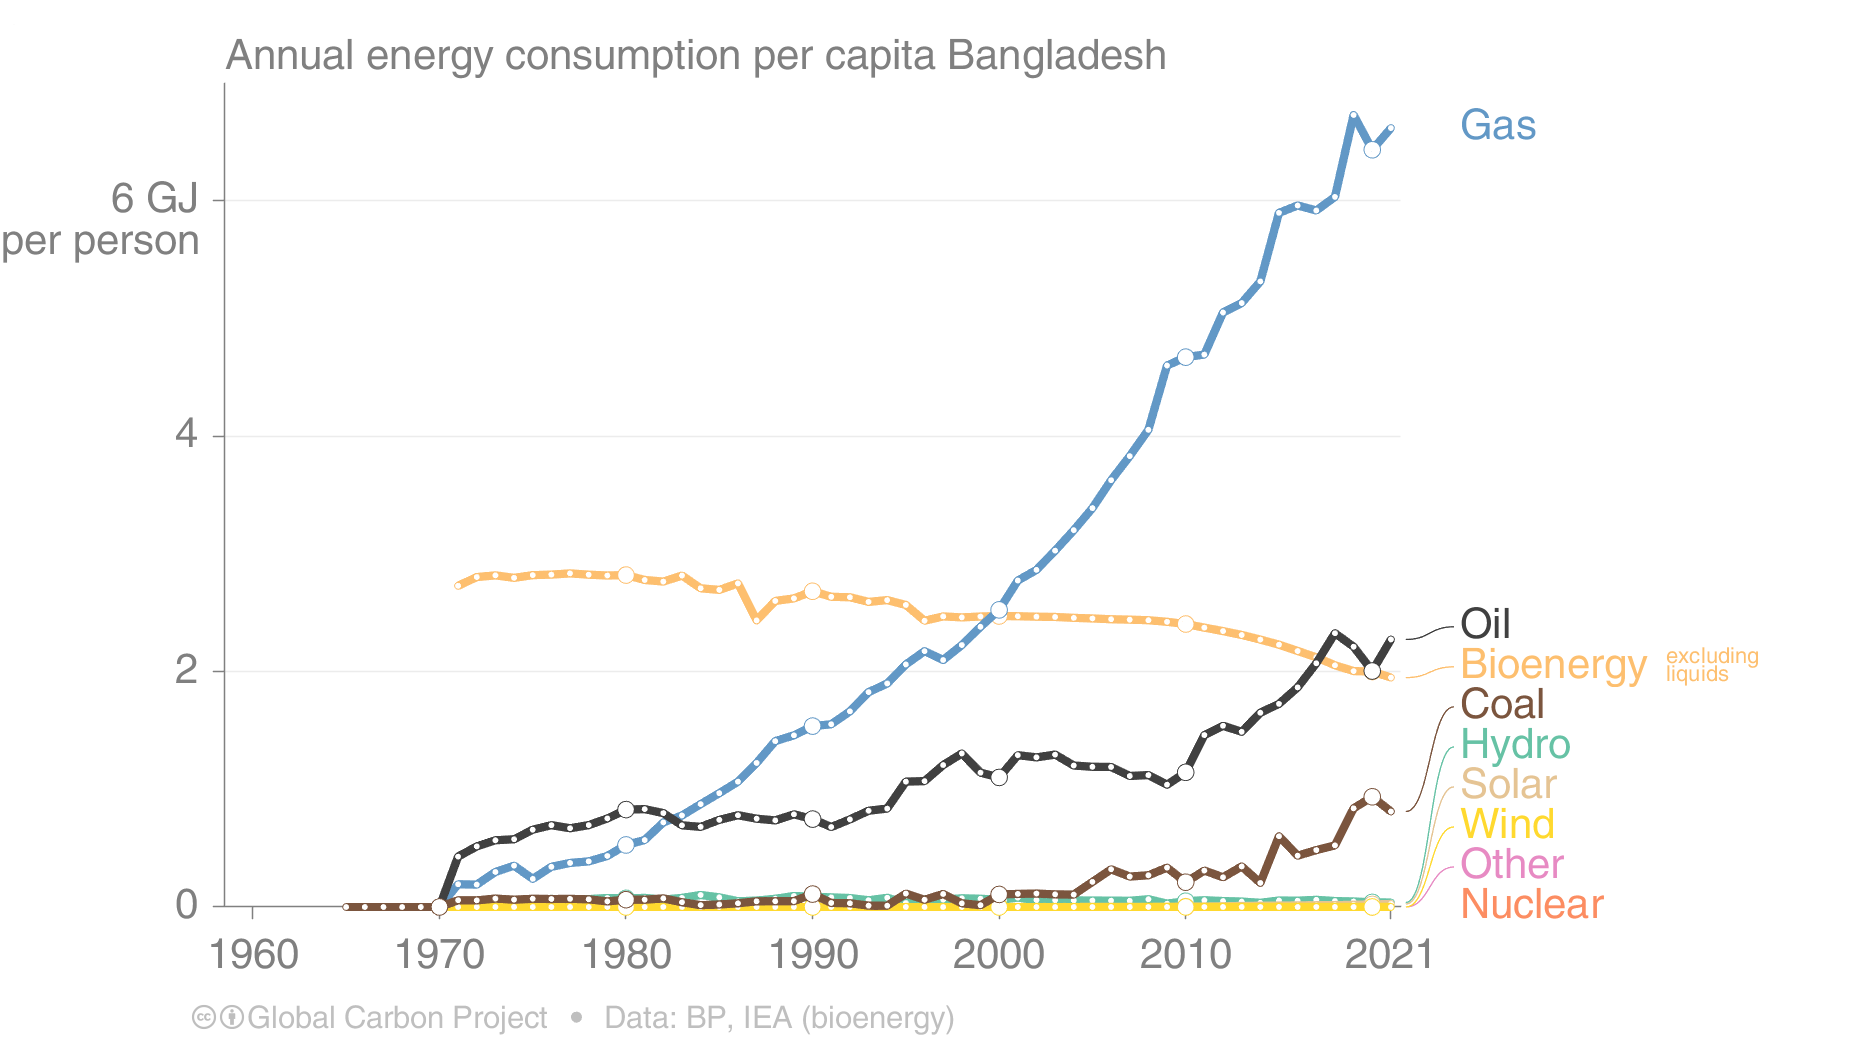 Annual energy consumption per capita Bangladesh
6 GJ
per person
4
2
0
1960 1970 1980 1990 2000 2010 2021
Gas
Oil
Bioenergy excluding
liquids
Coal
Hydro
Solar
Wind
Other
Nuclear
cc Global Carbon Project • Data: BP, IEA (bioenergy)